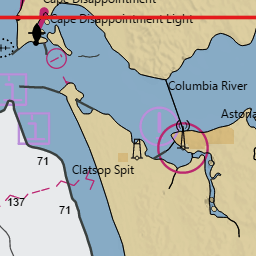 Cape Disappointment
Cape Disappointment Light
Columbia River
Astoria
Clatsop Spit
71
137
71